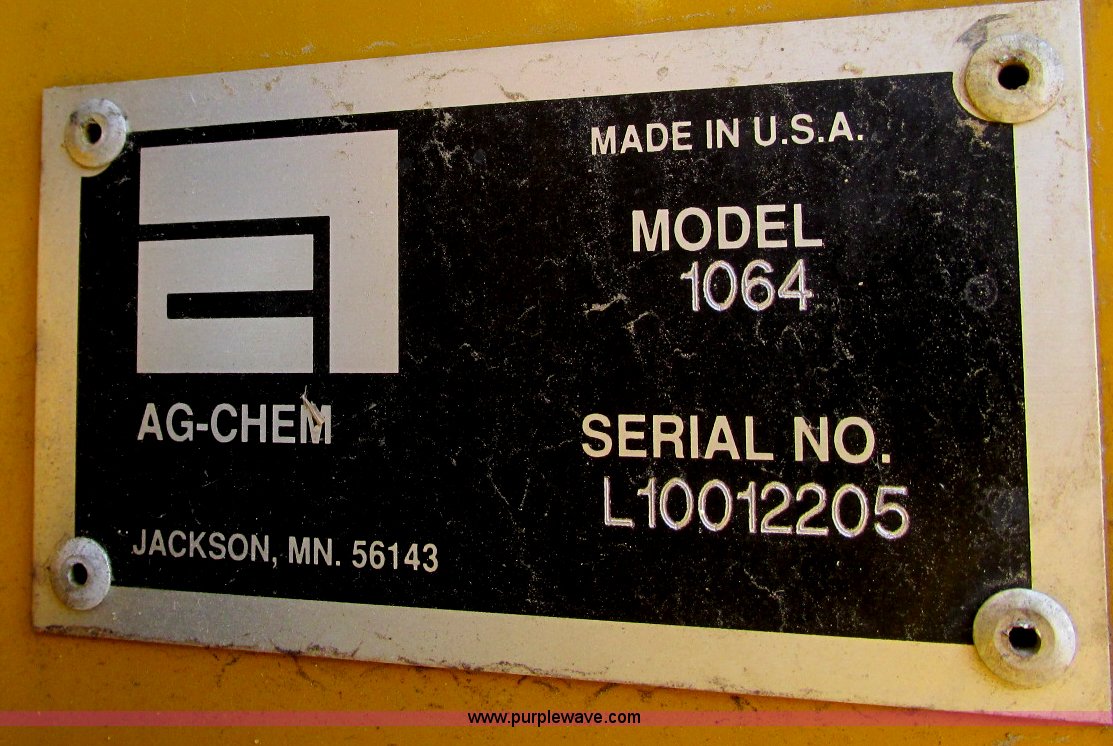 MADE IN U.S.A.
MODEL
1064
AG-CHEM
SERIAL NO.
L10012205
JACKSON, MN. 56143
www.purplewave.com